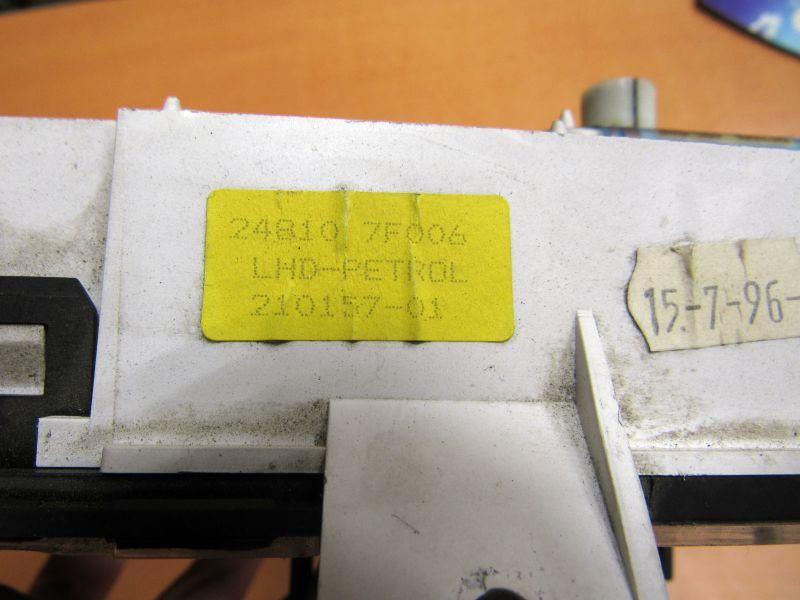 24810 7F006
LHD-PETROL
210157-01
15.-7-96-